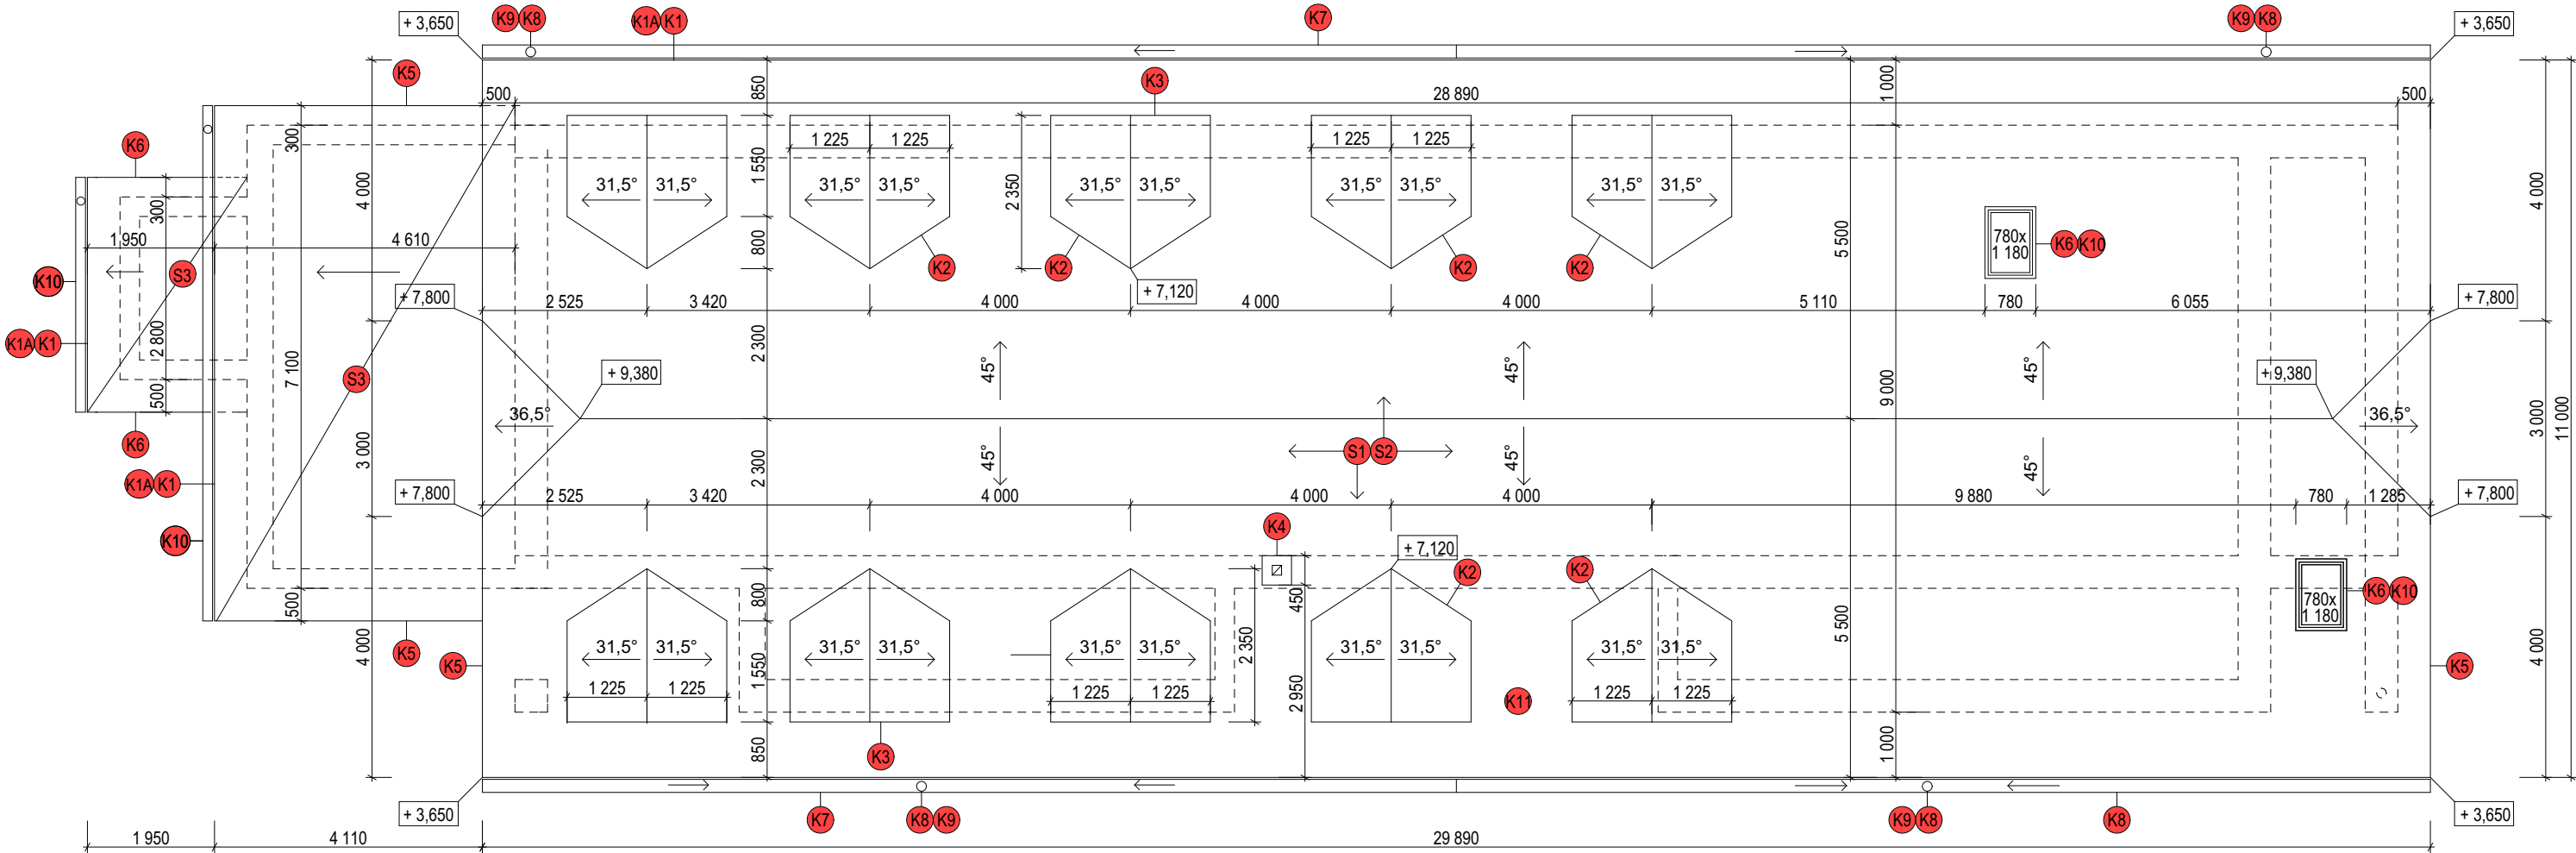 + 3,650
K9 K8
K1A K1
K7
K9 K8
+ 3,650
K5
K3
850
1 000
500
28 890
500
K6
300
300
4 000
1 225 1 225
1 225 1 225
1 550
2 350
31,5° 31,5°
31,5° 31,5°
31,5° 31,5°
31,5° 31,5°
31,5° 31,5°
4 000
1 950
4 610
S3
800
5 500
780x
1 180
K6 K10
K10
K2
K2
K2
K2
+ 7,120
+ 7,800
2 525
3 420
4 000
4 000
4 000
5 110
780
6 055
+ 7,800
K1A K1
2 800
7 100
S3
2 300
45°
45°
45°
+ 9,380
+ 9,380
9 000
500
36,5°
36,5°
3 000
11 000
K6
3 000
2 300
45°
S1 S2
45°
45°
K1A K1
+ 7,800
2 525
3 420
4 000
4 000
4 000
9 880
780
1 285
+ 7,800
K10
K4
+ 7,120
K2
K2
500
800
450
780x
1 180
K6 K10
4 000
K5
K5
31,5° 31,5°
31,5° 31,5°
31,5° 31,5°
31,5° 31,5°
31,5° 31,5°
2 350
5 500
4 000
K5
1 550
1 225 1 225
1 225 1 225
2 950
K11
1 225 1 225
850
K3
1 000
+ 3,650
K7
K8 K9
K9 K8
K8
+ 3,650
1 950
4 110
29 890